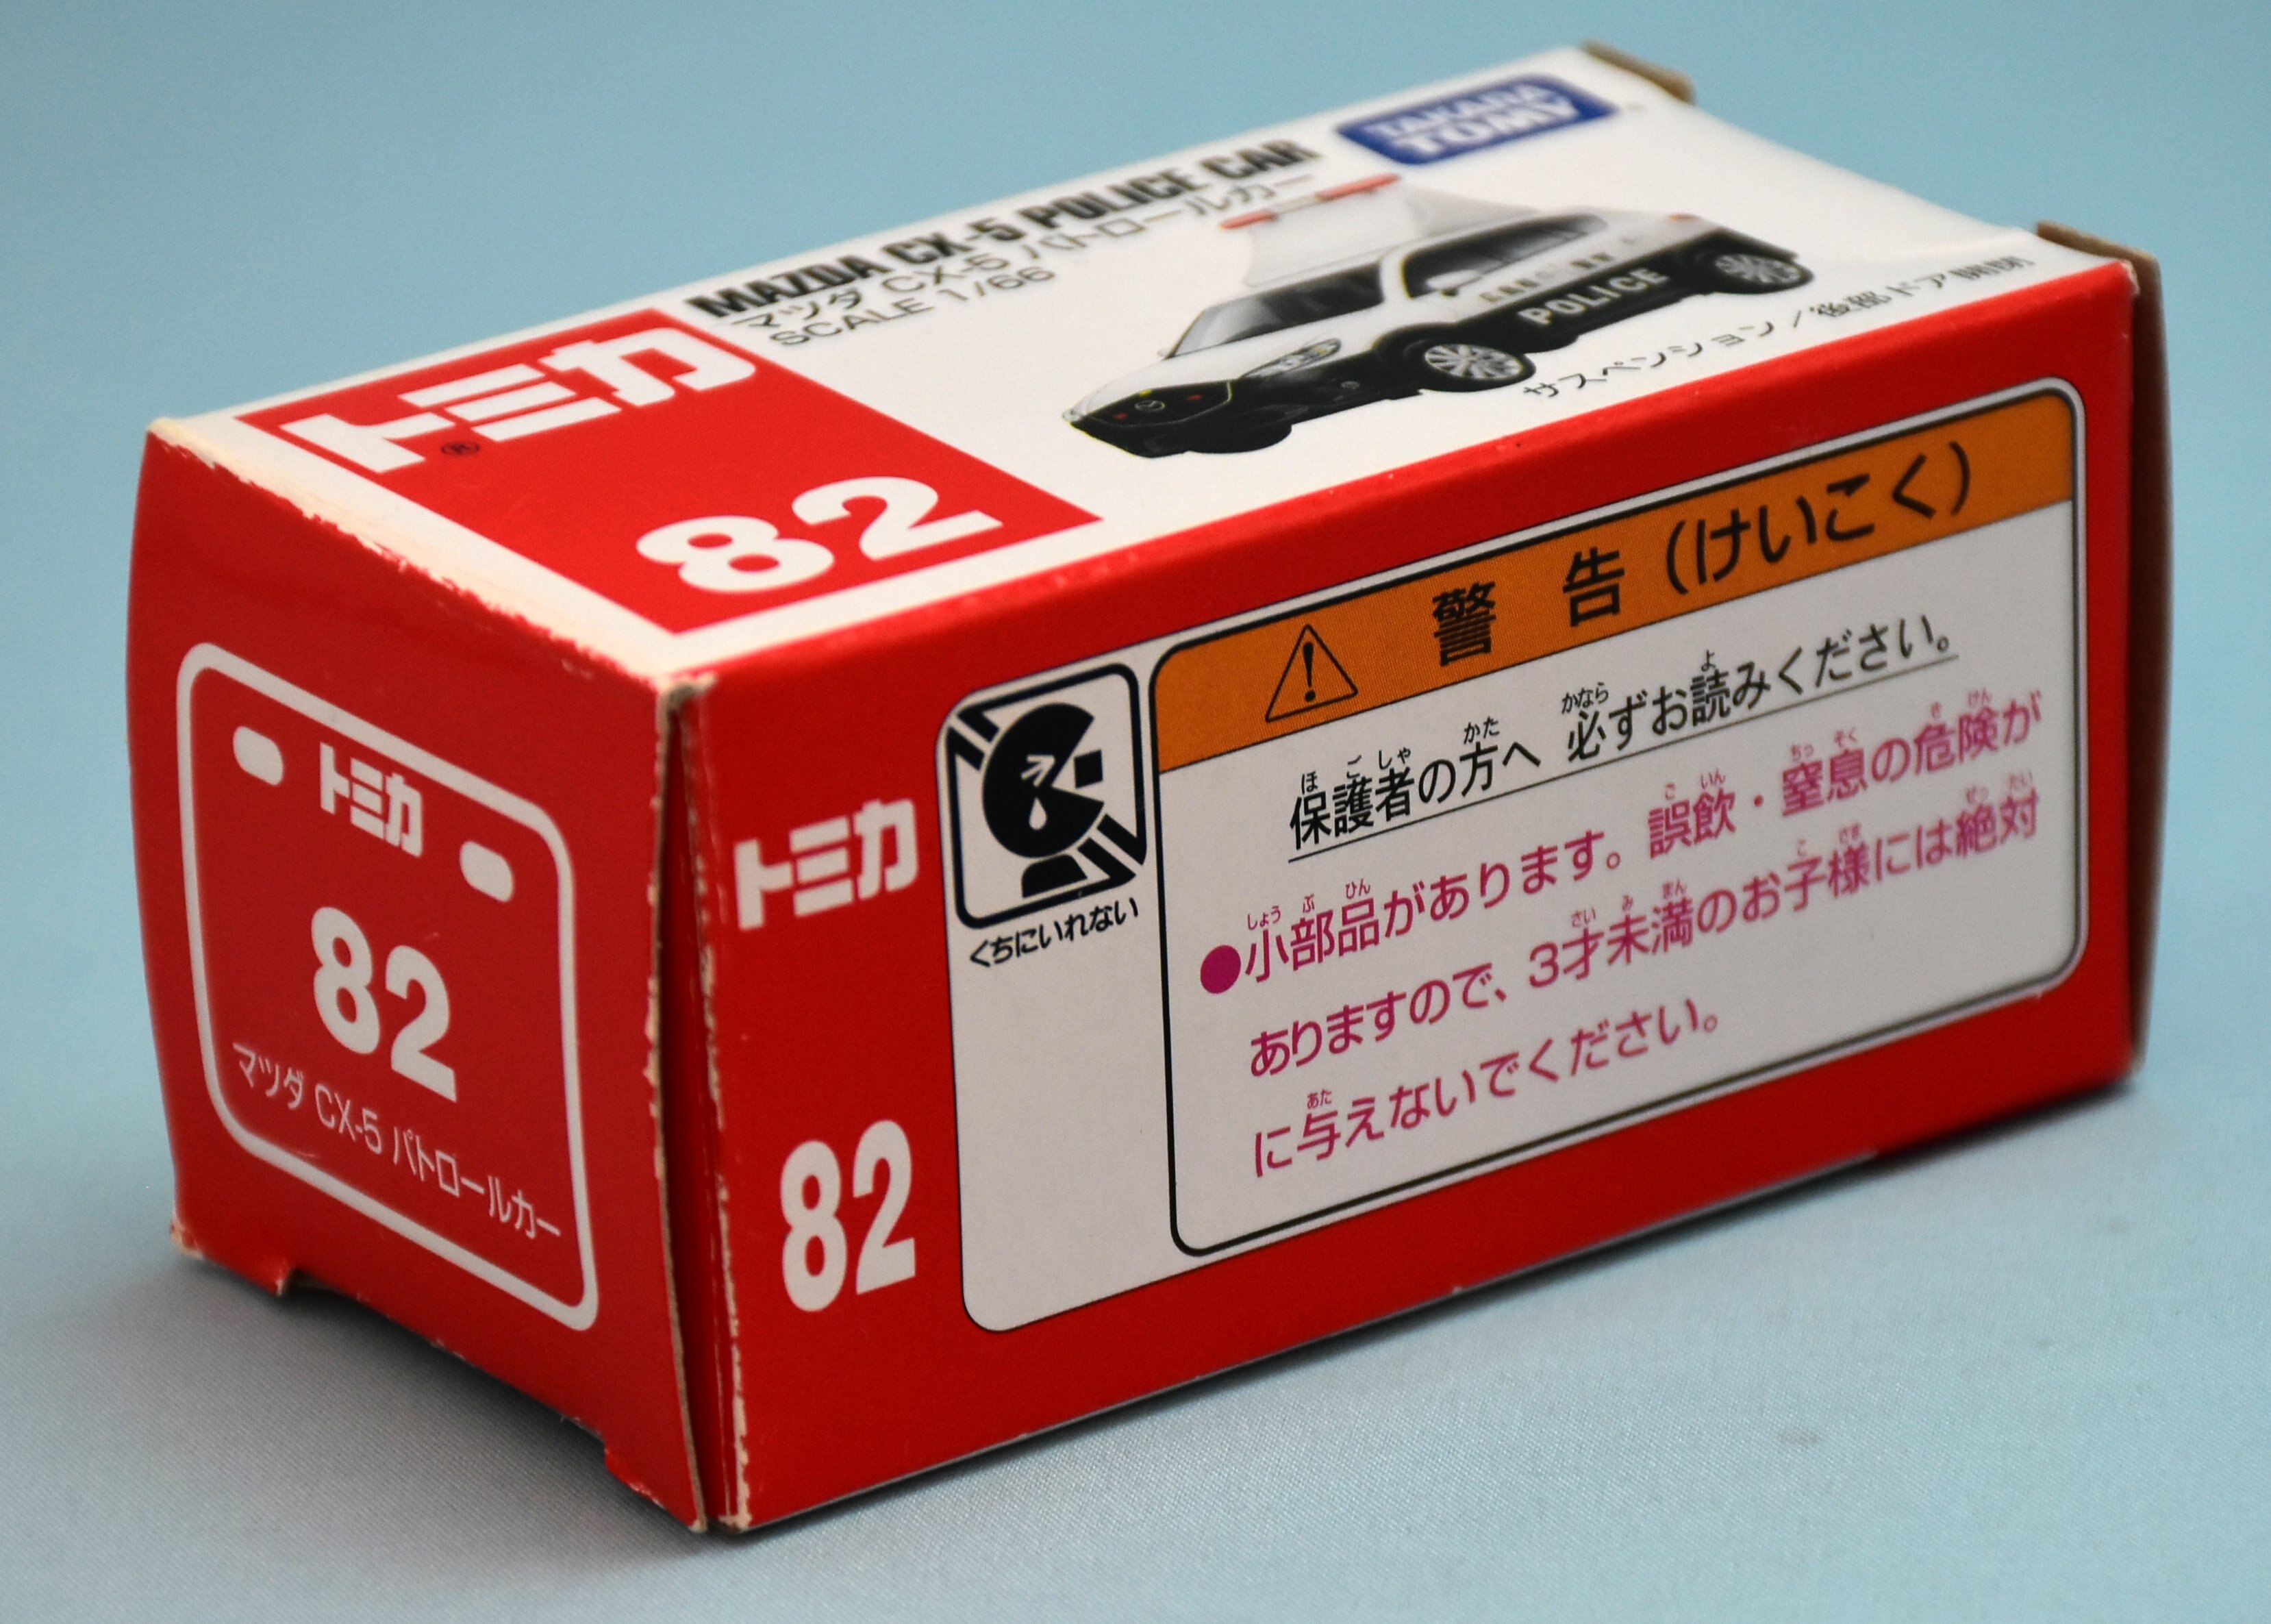 TAKARA
TOMY
MAZDA CX-5 POLICE CAR
マツダ CX-5 パトロールカー
SCALE 1/66
トミカ
®
82
POLICE
サスペンション/後部ドア開閉
トミカ
82
マツダ CX-5 パトロールカー
トミカ
82
くちにいれない
警告(けいこく)
保護者の方へ 必ずお読みください。
●小部品があります。誤飲・窒息の危険が
ありますので、3才未満のお子様には絶対
に与えないでください。